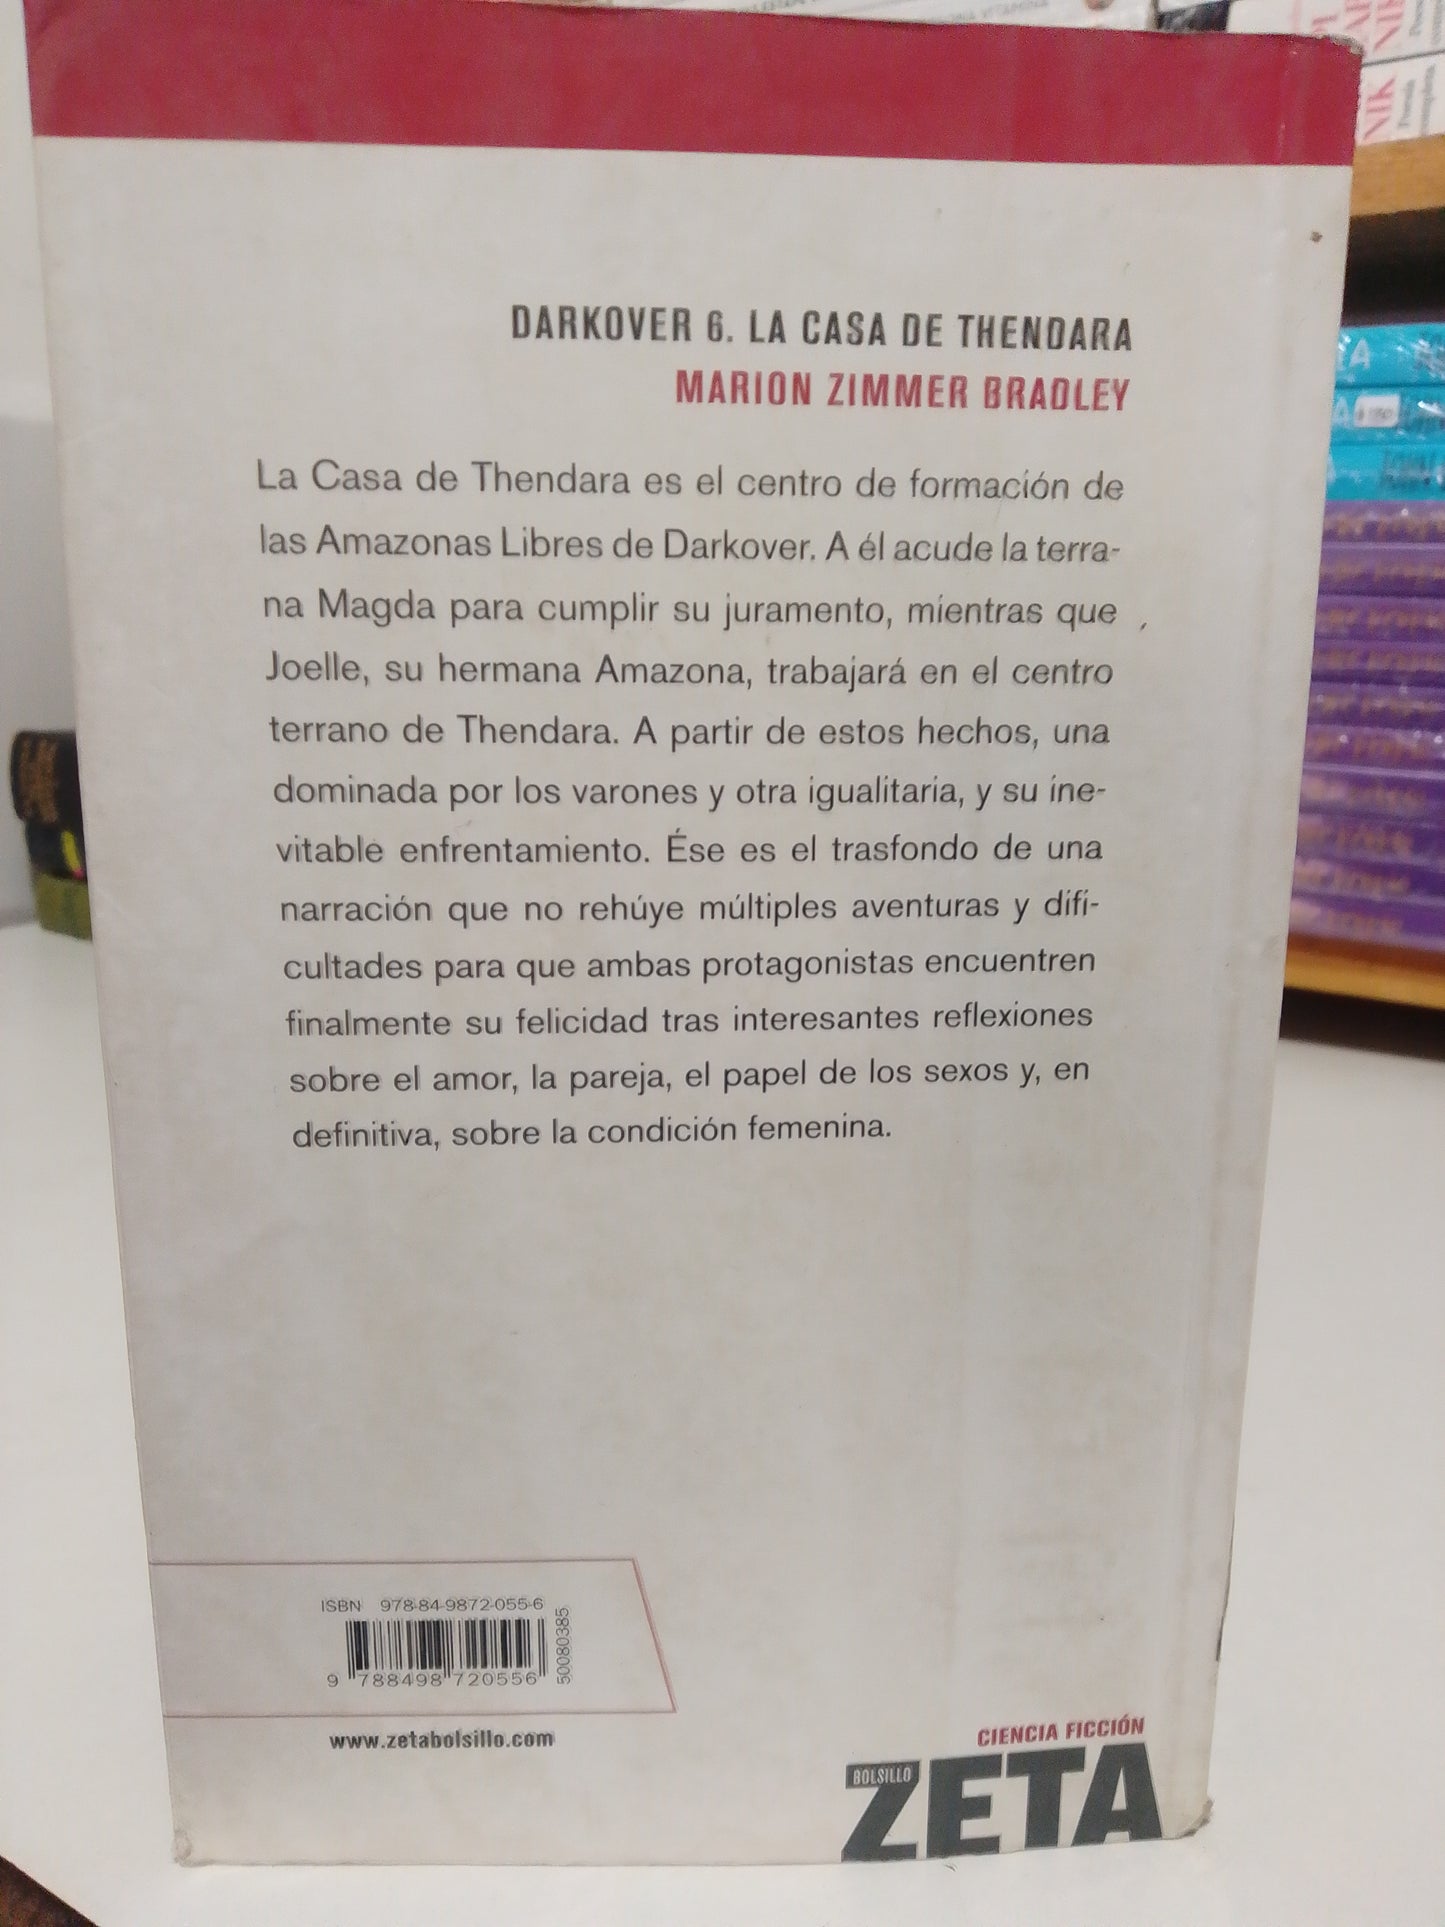 DARKOVER 6. LA CASA DE THENDARA
MARION ZIMMER BRADLEY
La Casa de Thendara es el centro de formación de
las Amazonas Libres de Darkover. A él acude la terra-
na Magda para cumplir su juramento, mientras que
Joelle, su hermana Amazona, trabajará en el centro
terrano de Thendara. A partir de estos hechos, una
dominada por los varones y otra igualitaria, y su ine-
vitable enfrentamiento. Ése es el trasfondo de una
narración que no rehúye múltiples aventuras y difi-
cultades para que ambas protagonistas encuentren
finalmente su felicidad tras interesantes reflexiones
sobre el amor, la pareja, el papel de los sexos y, en
definitiva, sobre la condición femenina.
ISBN 978-84-9872-055-6
9 788498 720556
50080385
www.zetabolsillo.com
CIENCIA FICCIÓN
BOLSILLO
ZETA
NIK
Poesía
completa